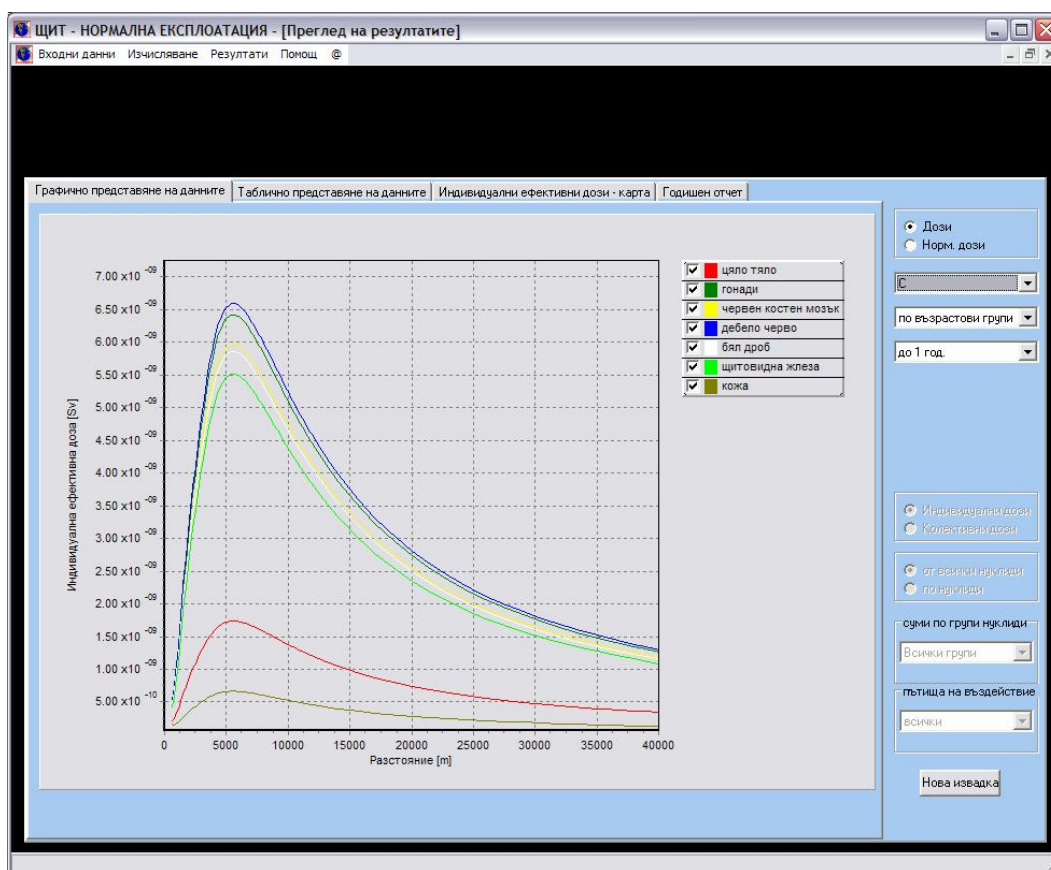 ЩИТ - НОРМАЛНА ЕКСПЛОАТАЦИЯ - [Преглед на резултатите]
Входни данни Изчисляване Резултати Помощ @
Графично представяне на данните Таблично представяне на данните Индивидуални ефективни дози - карта Годишен отчет
Индивидуална ефективна доза [Sv]
7.00 x10 -09
6.50 x10 -09
6.00 x10 -09
5.50 x10 -09
5.00 x10 -09
4.50 x10 -09
4.00 x10 -09
3.50 x10 -09
3.00 x10 -09
2.50 x10 -09
2.00 x10 -09
1.50 x10 -09
1.00 x10 -09
5.00 x10 -10
0 5000 10000 15000 20000 25000 30000 35000 40000
Разстояние [m]
цяло тяло
гонади
червен костен мозък
дебело черво
бял дроб
щитовидна жлеза
кожа
Дози
Норм. дози
C
по възрастови групи
до 1 год.
Индивидуални дози
Колективни дози
от всички нуклиди
по нуклиди
суми по групи нуклиди
Всички групи
пътища на въздействие
всички
Нова извадка